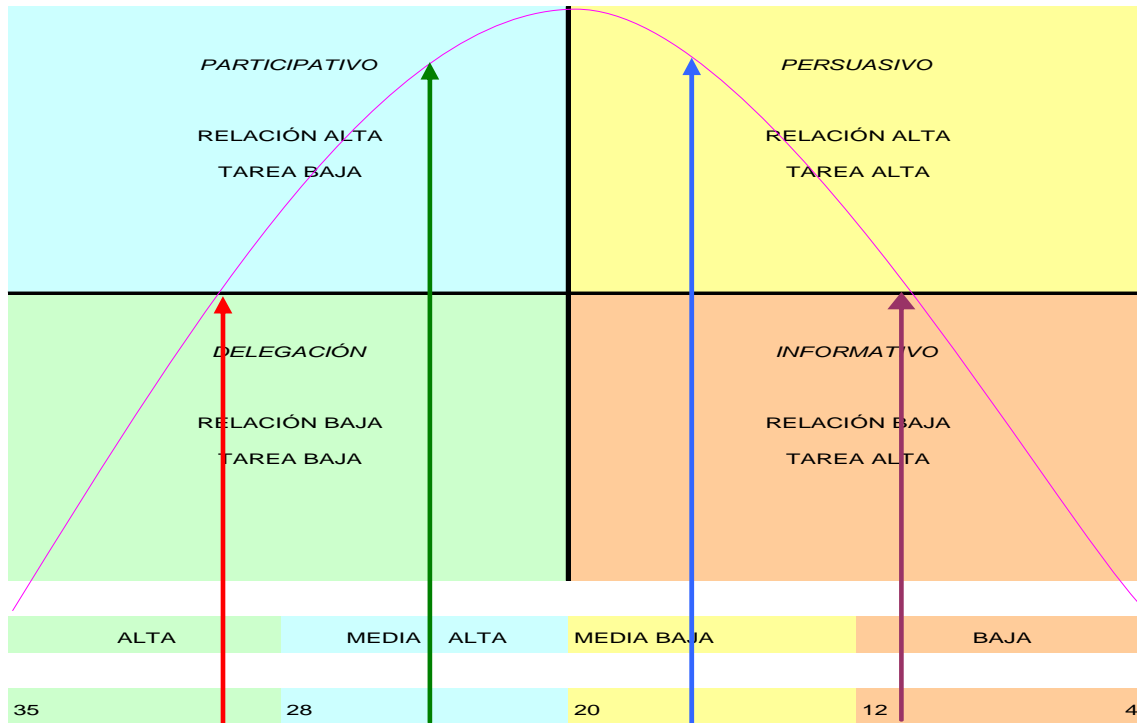 PARTICIPATIVO
RELACIÓN ALTA
TAREA BAJA
PERSUASIVO
RELACIÓN ALTA
TAREA ALTA
DELEGACIÓN
RELACIÓN BAJA
TAREA BAJA
INFORMATIVO
RELACIÓN BAJA
TAREA ALTA
ALTA MEDIA ALTA MEDIA BAJA BAJA
35 28 20 12 4